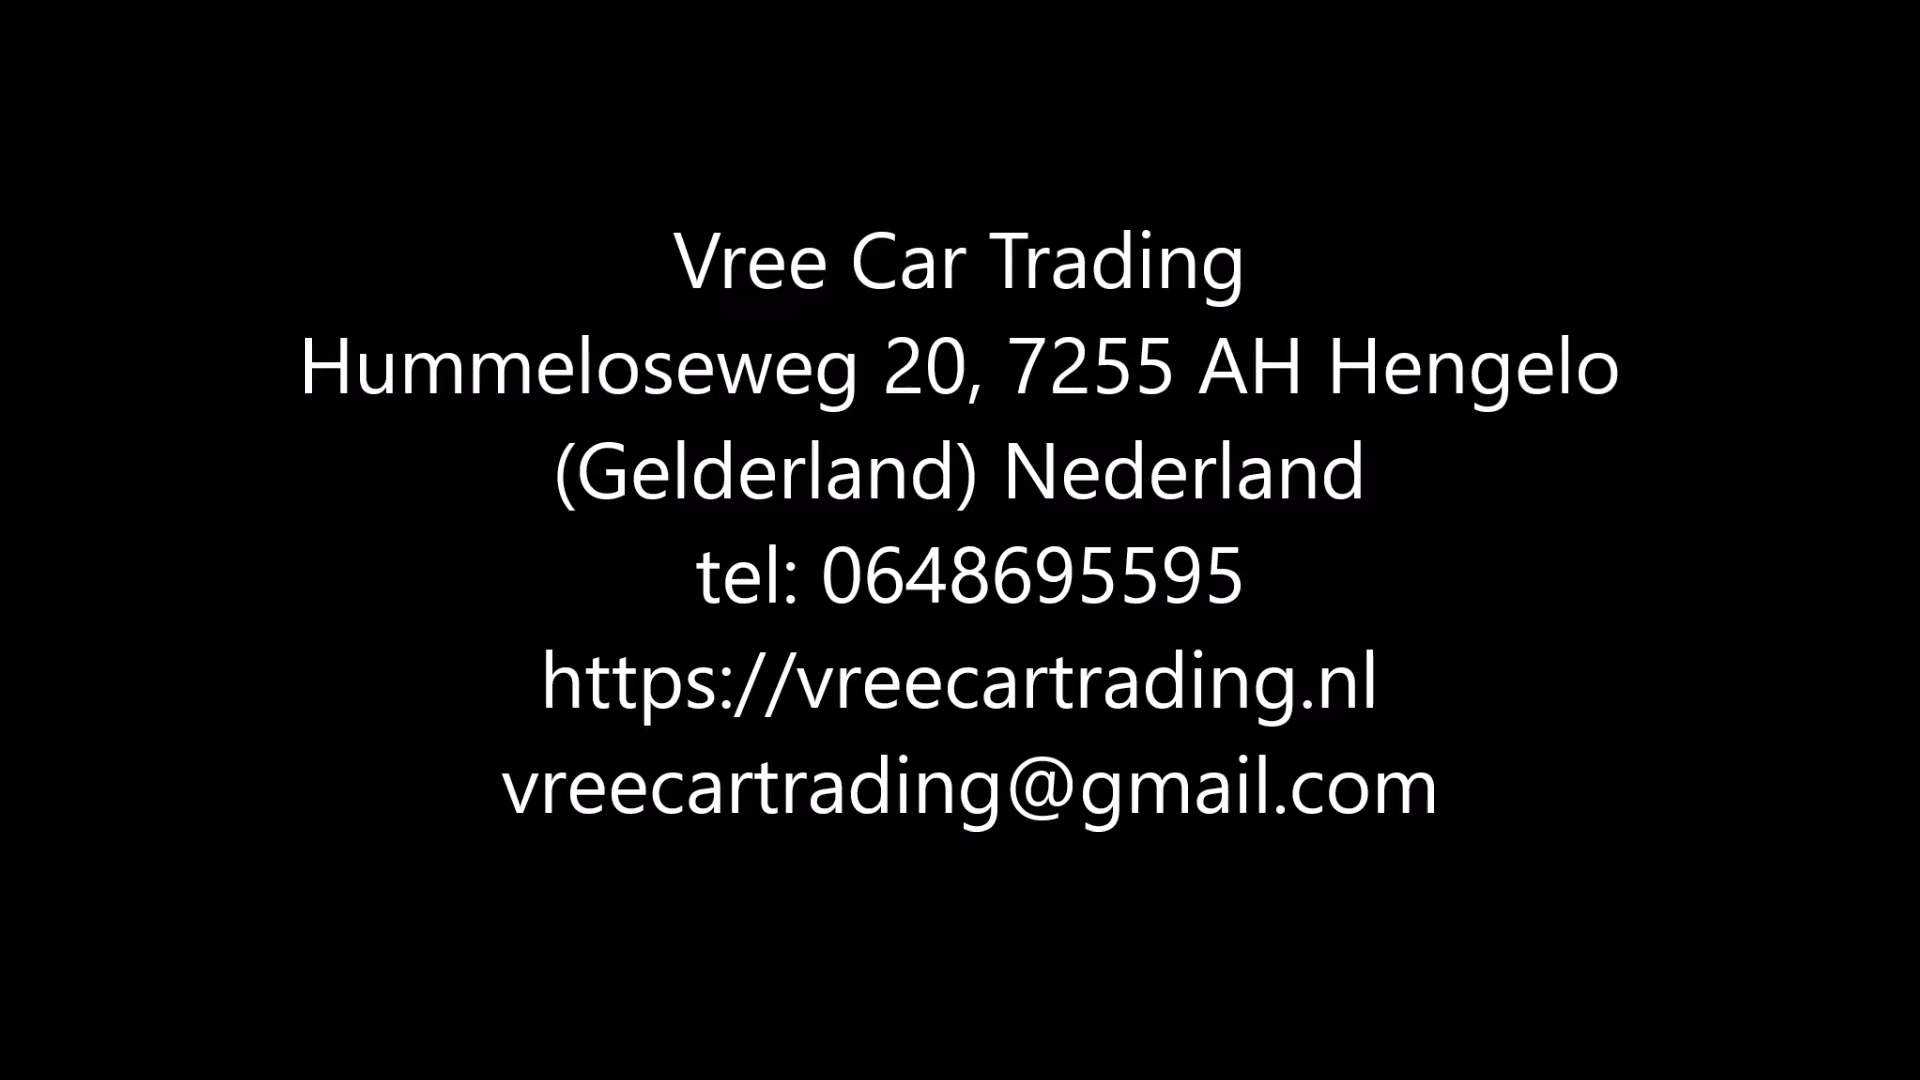 Vree Car Trading
Hummeloseweg 20, 7255 AH Hengelo
(Gelderland) Nederland
tel: 0648695595
https://vreecartrading.nl
vreecartrading@gmail.com